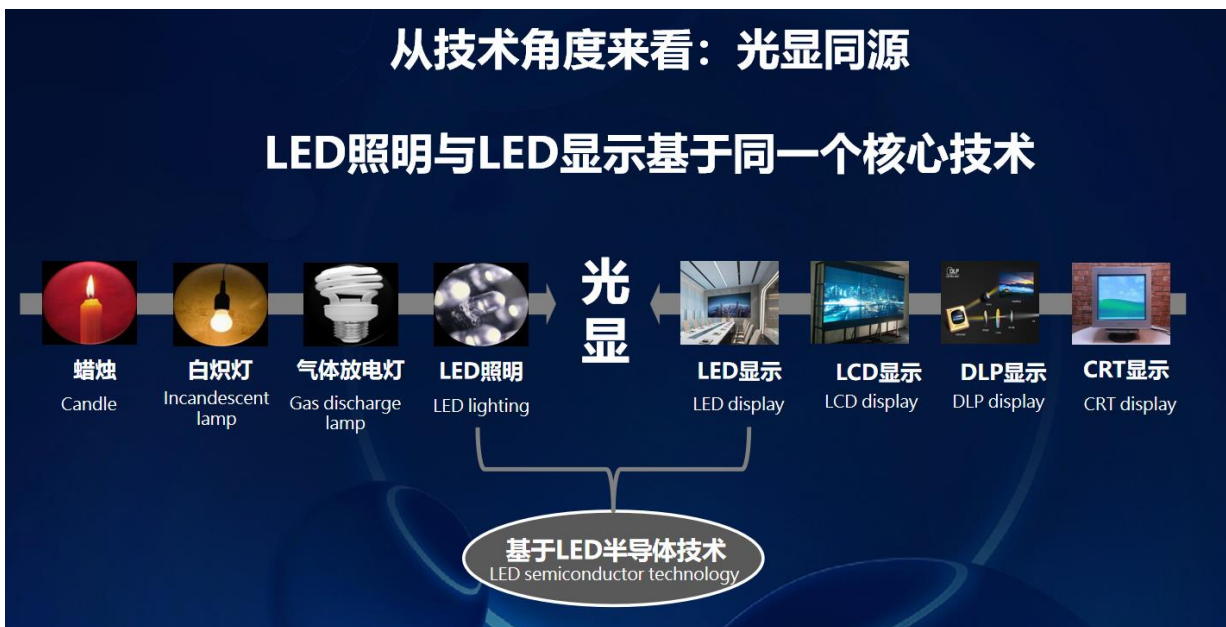 从技术角度来看：光显同源
LED照明与LED显示基于同一个核心技术
光
显
蜡烛
Candle
白炽灯
Incandescent
lamp
气体放电灯
Gas discharge
lamp
LED照明
LED lighting
LED显示
LED display
LCD显示
LCD display
DLP
DLP显示
DLP display
CRT显示
CRT display
基于LED半导体技术
LED semiconductor technology